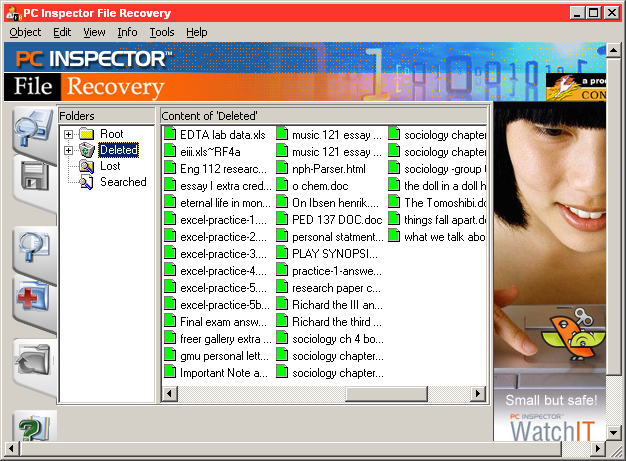 PC Inspector File Recovery
Object Edit View Info Tools Help
PC INSPECTOR™
File Recovery
a pro
CON
Folders
Root
Deleted
Lost
Searched
Content of 'Deleted'
EDTA lab data.xls
eiii.xls~RF4a
Eng 112 researc...
essay I extra cred...
eternal life in mon...
excel-practice-1....
excel-practice-2....
excel-practice-3....
excel-practice-4....
excel-practice-5....
excel-practice-5b...
Final exam answ...
freer gallery extra ...
gmu personal lett...
Important Note a...
music 121 essay ...
music 121 essay ...
nph-Parser.html
o chem.doc
On Ibsen henrik....
PED 137 DOC.doc
personal statment...
PLAY SYNOPSI...
practice-1-answe...
research paper c...
Richard the III an...
Richard the third ...
sociology ch 4 bo...
sociology chapter...
sociology chapter...
sociology chapter
sociology chapter
sociology -group (
the doll in a doll h
The Tomoshibi.do
things fall apart.do
what we talk abo
Small but safe!
PC INSPECTOR™
WatchIT